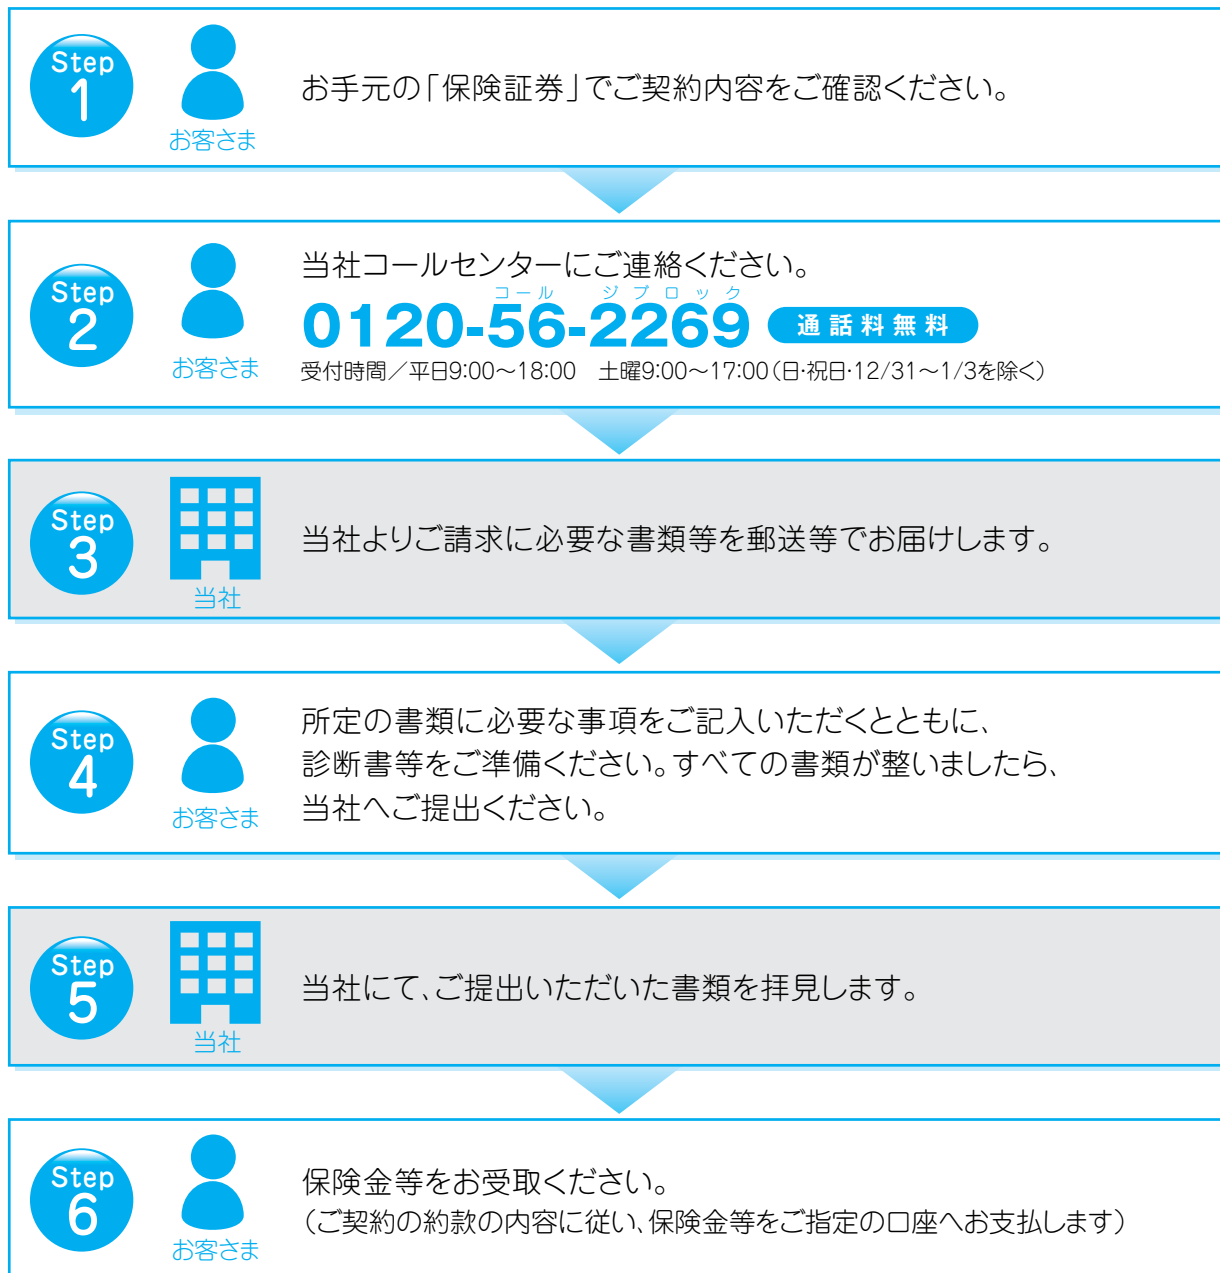 Step
1
お客さま
お手元の「保険証券」でご契約内容をご確認ください。
Step
2
お客さま
当社コールセンターにご連絡ください。
コール ジブロック
0120-56-2269 通話料無料
受付時間／平日9:00〜18:00　土曜9:00〜17:00（日・祝日・12/31〜1/3を除く）
Step
3
当社
当社よりご請求に必要な書類等を郵送等でお届けします。
Step
4
お客さま
所定の書類に必要な事項をご記入いただくとともに、
診断書等をご準備ください。すべての書類が整いましたら、
当社へご提出ください。
Step
5
当社
当社にて、ご提出いただいた書類を拝見します。
Step
6
お客さま
保険金等をお受取ください。
（ご契約の約款の内容に従い、保険金等をご指定の口座へお支払します）